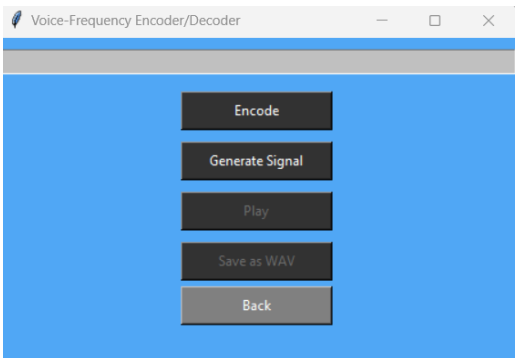 Voice-Frequency Encoder/Decoder
Encode
Generate Signal
Play
Save as WAV
Back